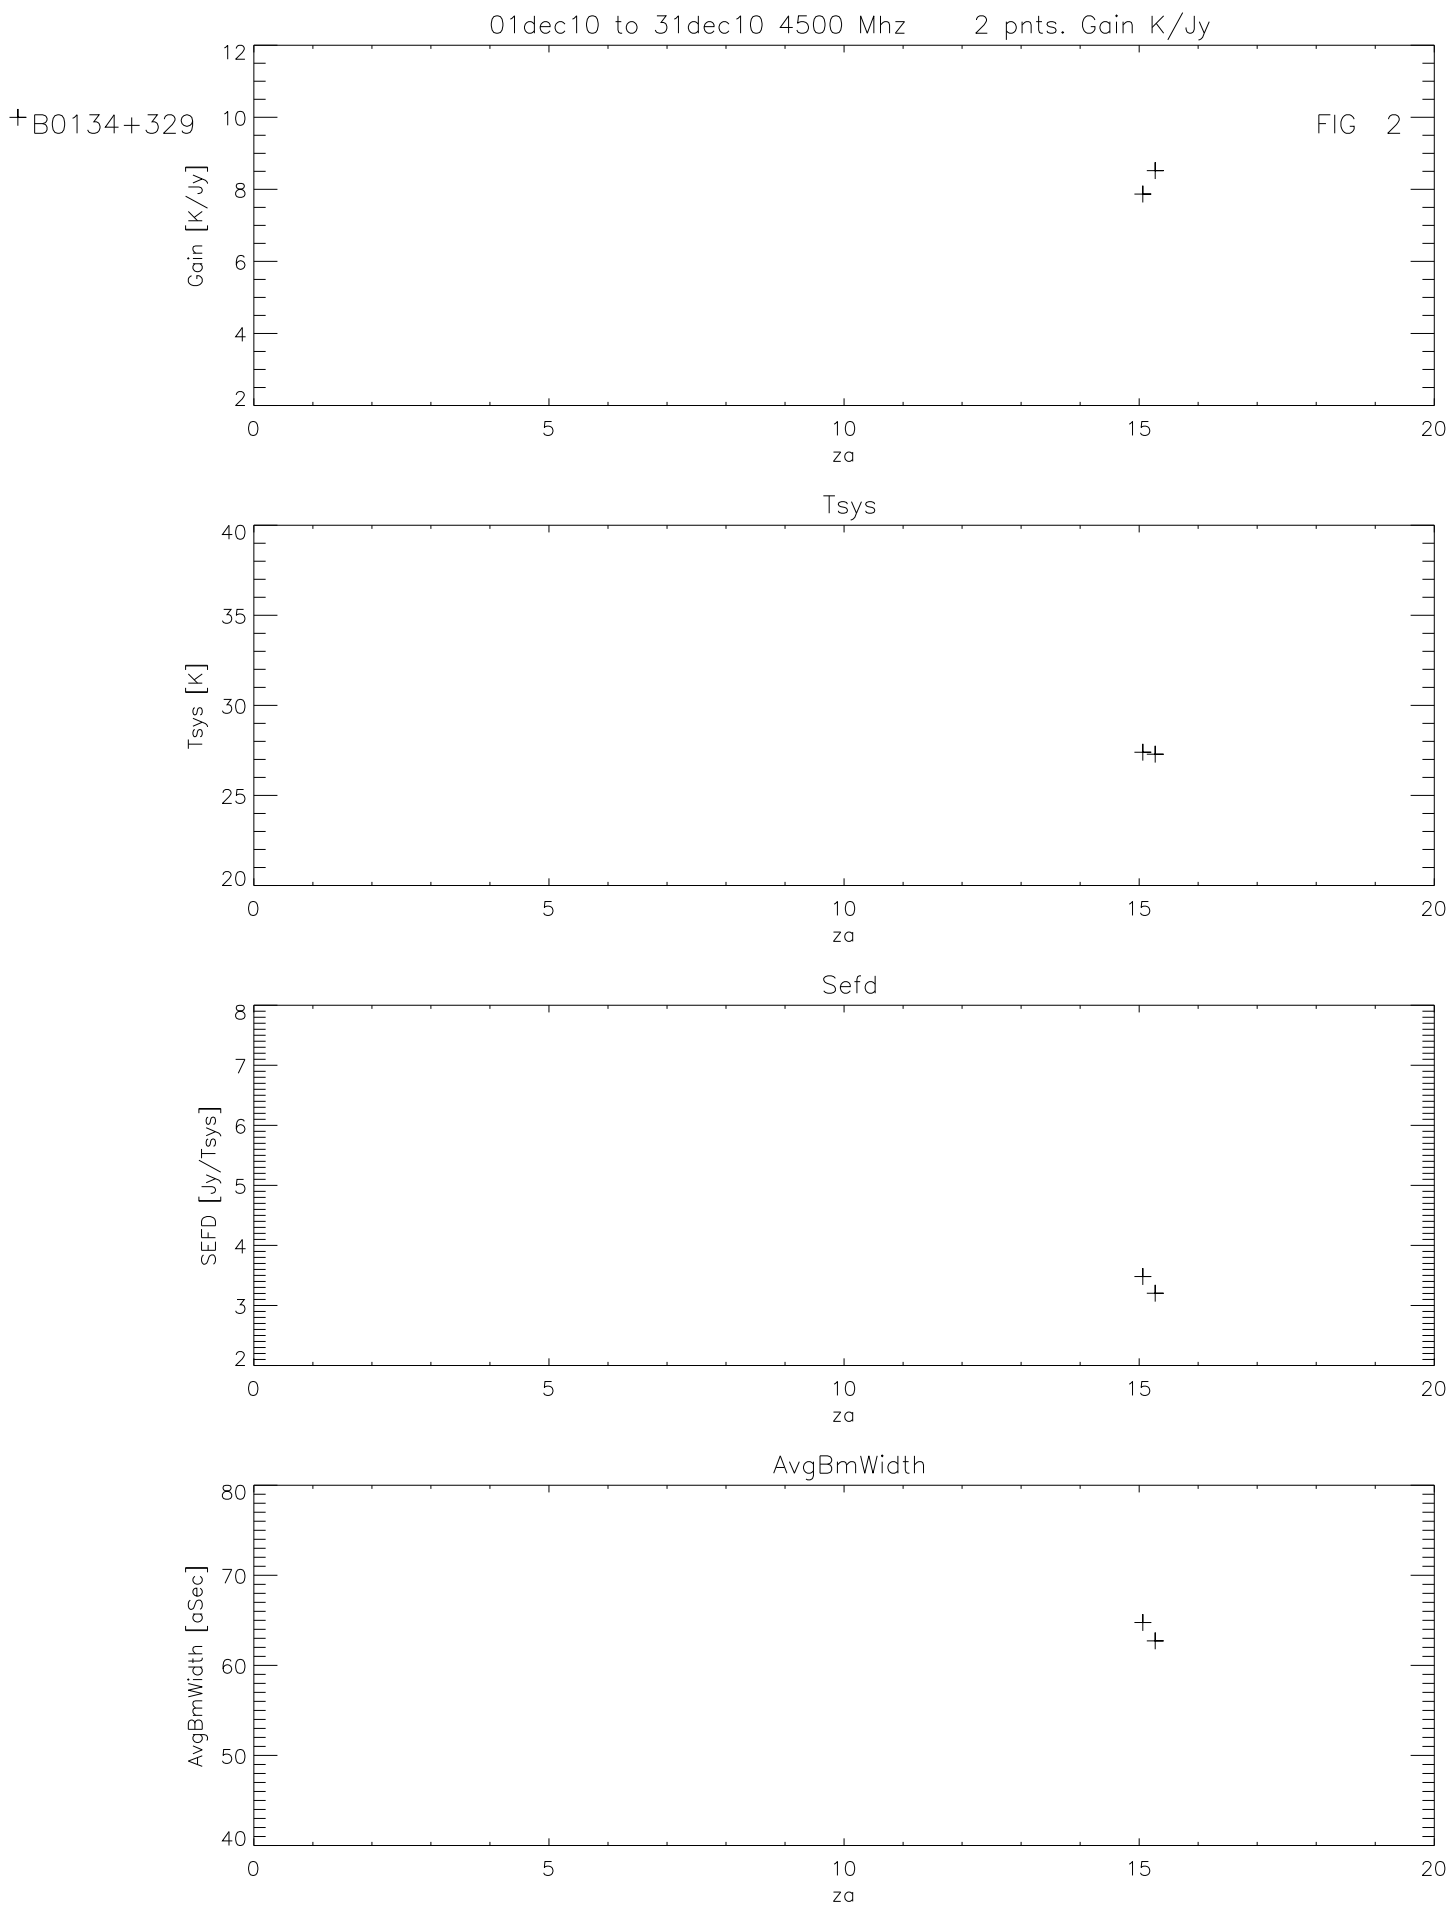 01dec10 to 31dec10 4500 Mhz 2 pnts. Gain K/Jy
+B0134+329
FIG 2
Gain [K/Jy]
12
10
8
6
4
2
0 5 10 15 20
za
Tsys
Tsys [K]
40
35
30
25
20
0 5 10 15 20
za
Sefd
SEFD [Jy/Tsys]
8
7
6
5
4
3
2
0 5 10 15 20
za
AvgBmWidth
AvgBmWidth [aSec]
80
70
60
50
40
0 5 10 15 20
za